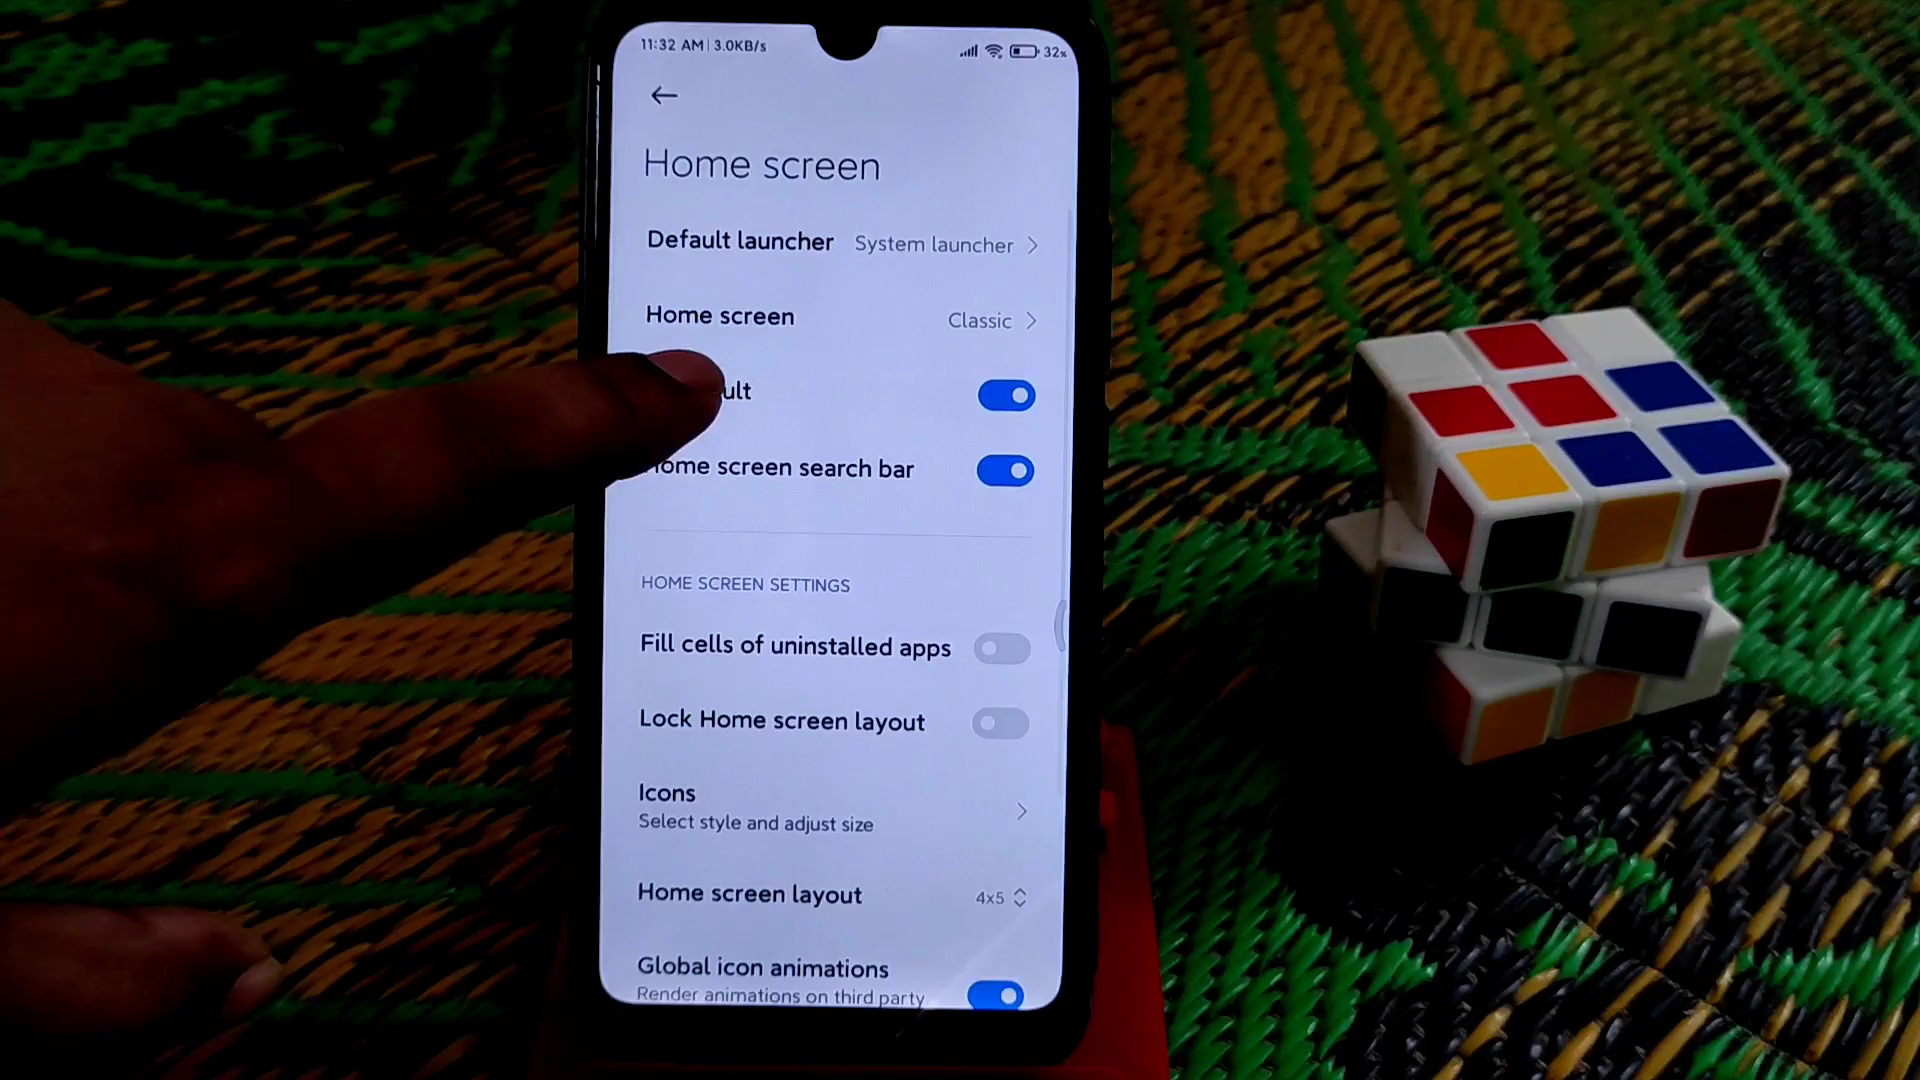 11:32 AM | 3.0KB/s 32%
Home screen
Default launcher System launcher
Home screen Classic
ult
Home screen search bar
HOME SCREEN SETTINGS
Fill cells of uninstalled apps
Lock Home screen layout
Icons
Select style and adjust size
Home screen layout 4x5
Global icon animations
Render animations on third party